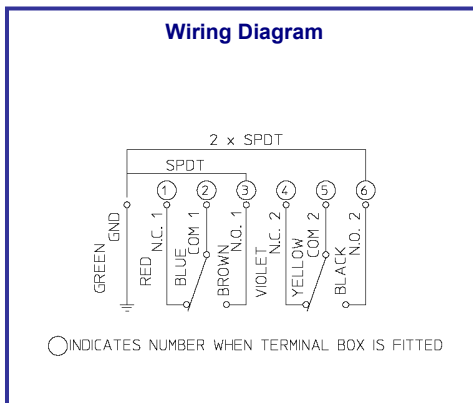 Wiring Diagram
2 x SPDT
SPDT
1 2 3 4 5 6
GREEN
GND
RED
N.C. 1
BLUE
COM 1
BROWN
N.O. 1
VIOLET
N.C. 2
YELLOW
COM 2
BLACK
N.O. 2
INDICATES NUMBER WHEN TERMINAL BOX IS FITTED